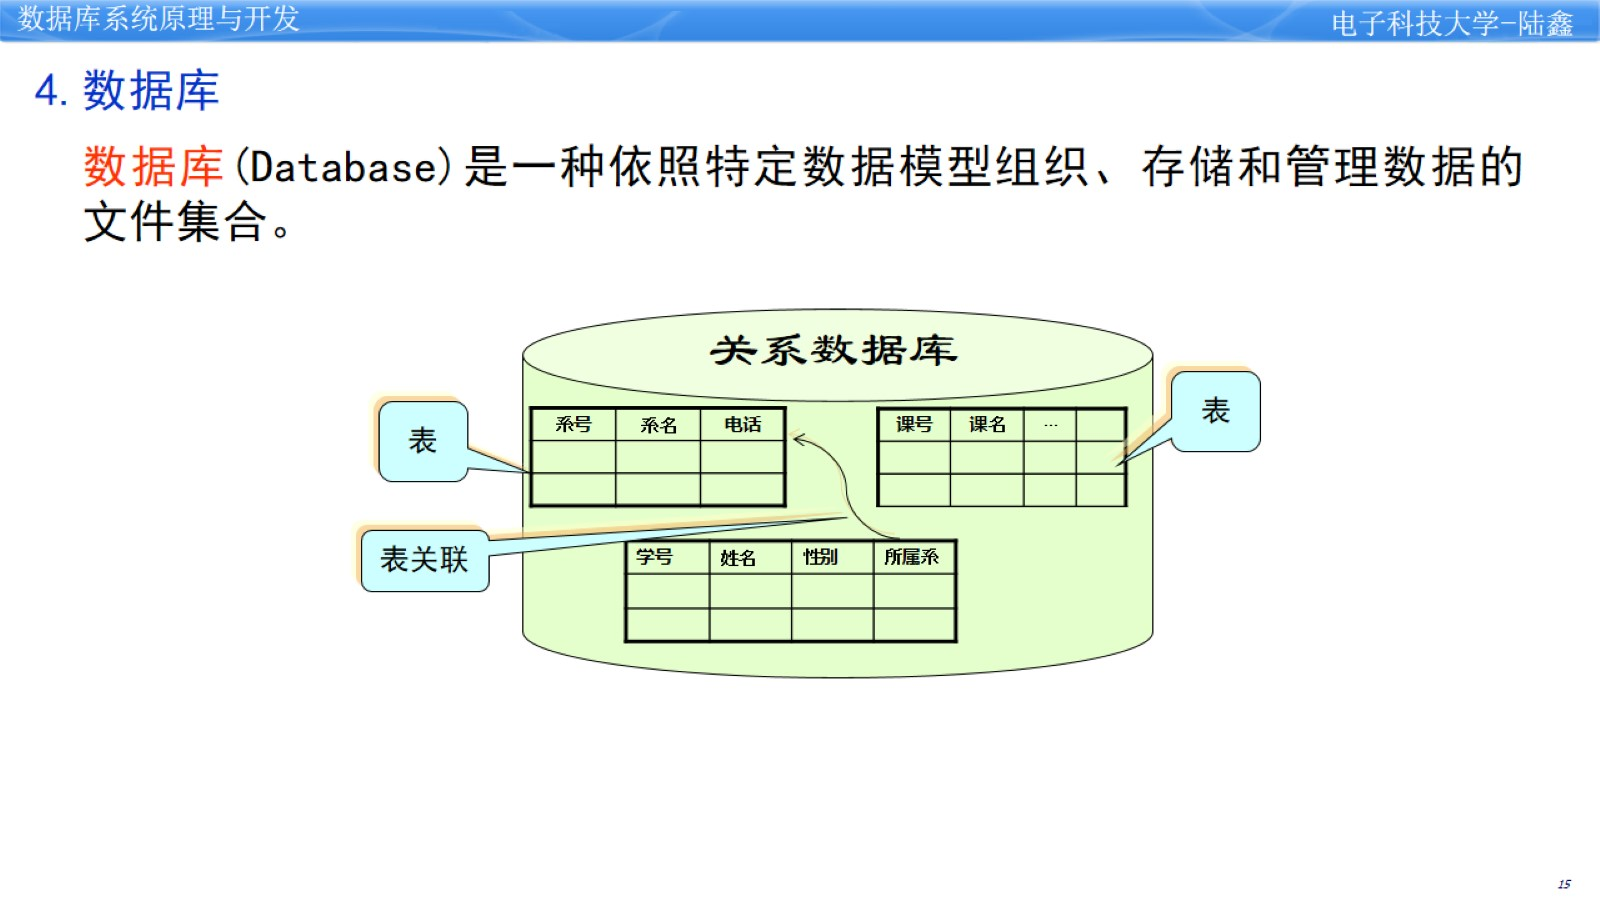 数据库系统原理与开发
电子科技大学-陆鑫
4. 数据库
数据库(Database)是一种依照特定数据模型组织、存储和管理数据的
文件集合。
关系数据库
表
系号 系名 电话
课号 课名 …
表
表关联
学号 姓名 性别 所属系
15